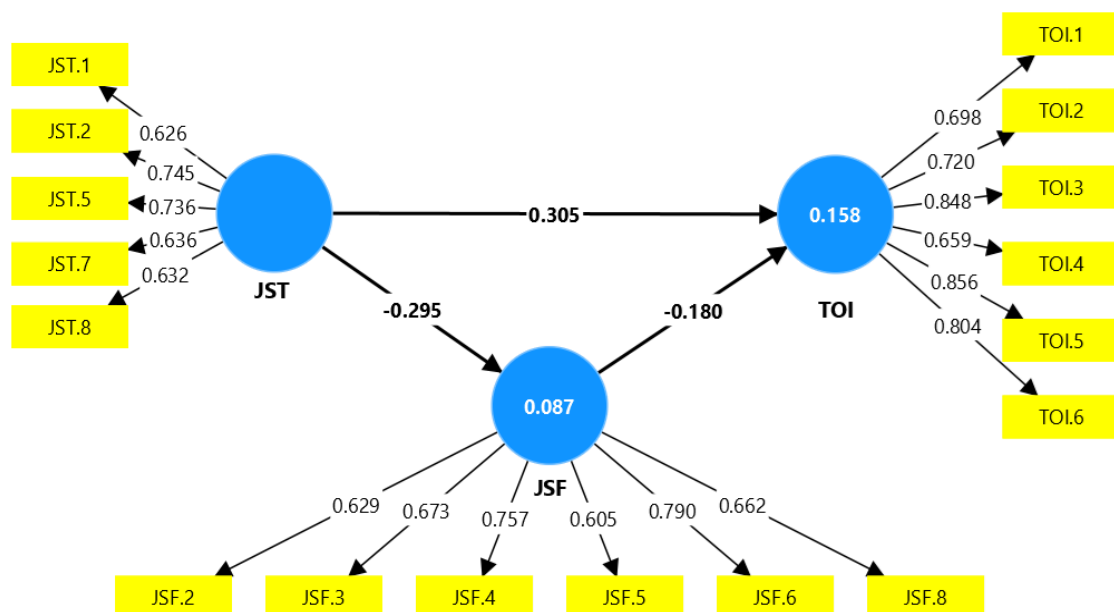 JST.1
JST.2
JST.5
JST.7
JST.8
0.626
0.745
0.736
0.636
0.632
JST
0.305
-0.295
-0.180
0.158
TOI
0.698
0.720
0.848
0.659
0.856
0.804
TOI.1
TOI.2
TOI.3
TOI.4
TOI.5
TOI.6
0.087
JSF
0.629
0.673
0.757
0.605
0.790
0.662
JSF.2
JSF.3
JSF.4
JSF.5
JSF.6
JSF.8